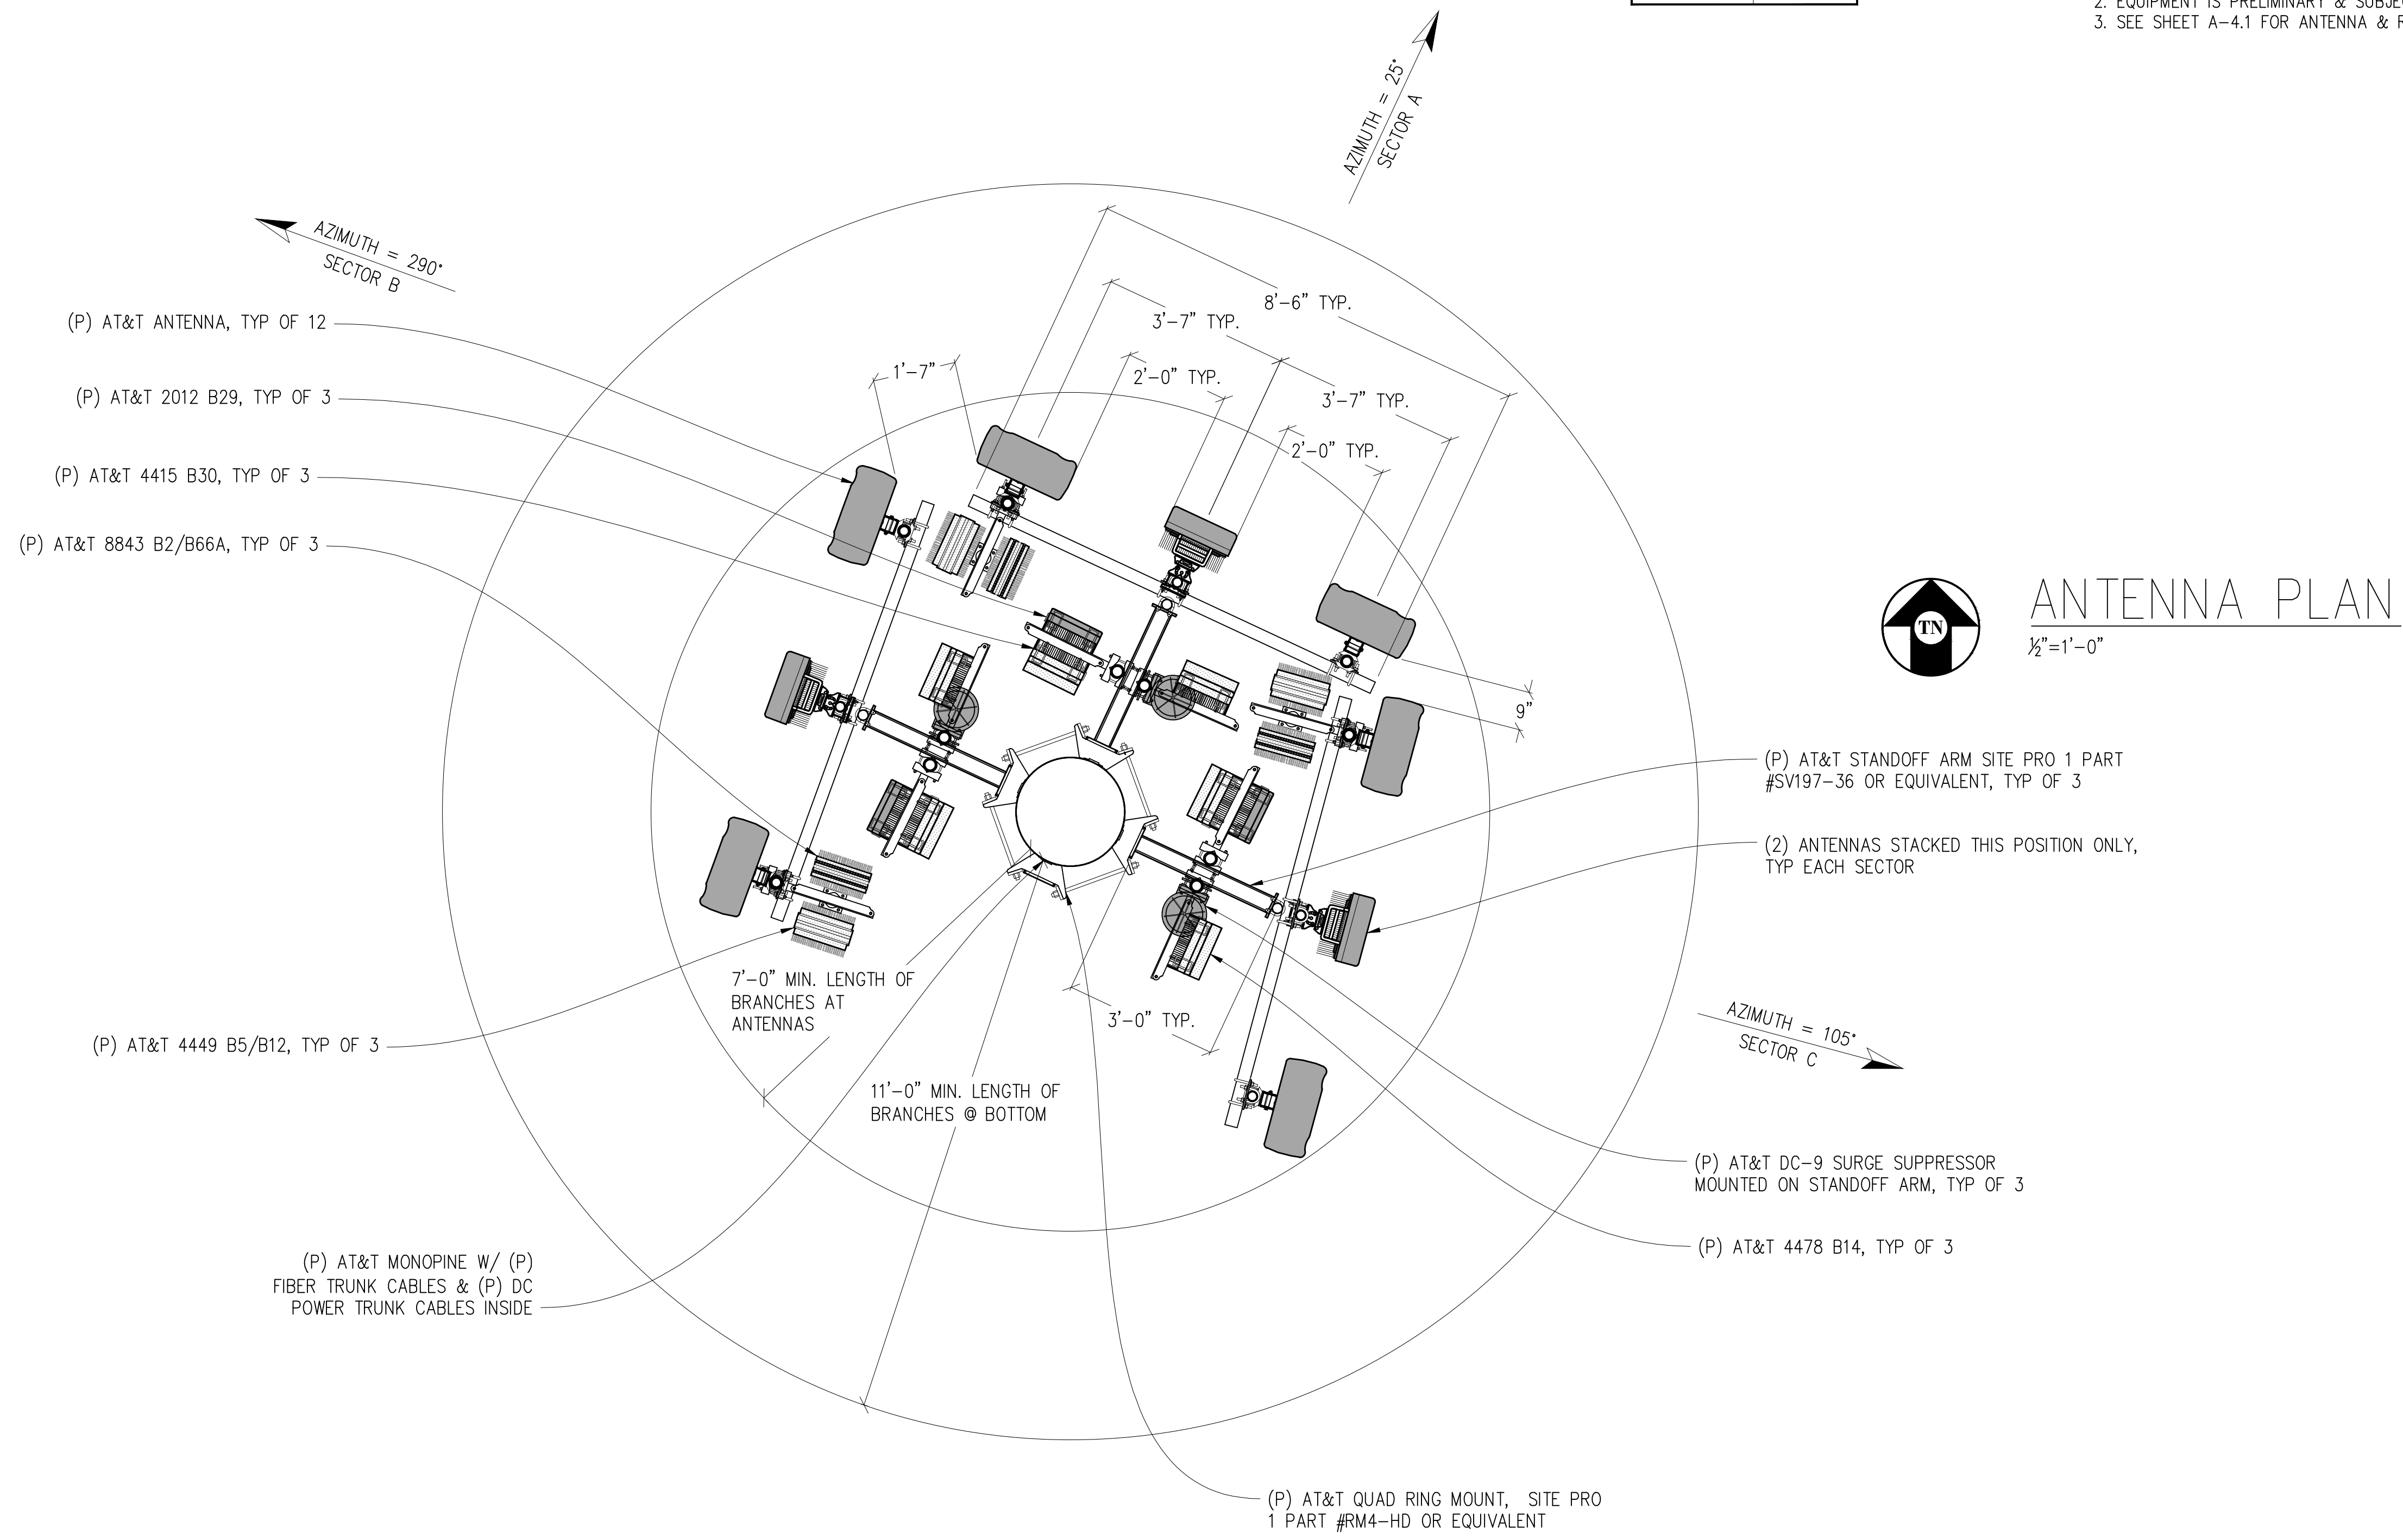 2. EQUIPMENT IS PRELIMINARY &
3. SEE SHEET A-4.1 FOR ANTENNA &
AZIMUTH = 25°
SECTOR A
AZIMUTH = 290°
SECTOR B
(P) AT&T ANTENNA, TYP OF 12
(P) AT&T 2012 B29, TYP OF 3
(P) AT&T 4415 B30, TYP OF 3
(P) AT&T 8843 B2/B66A, TYP OF 3
8'-6" TYP.
3'-7" TYP.
1'-7"
2'-0" TYP.
3'-7" TYP.
2'-0" TYP.
ANTENNA PLAN
TN
½"=1'-0"
9"
(P) AT&T STANDOFF ARM SITE PRO 1 PART
#SV197-36 OR EQUIVALENT, TYP OF 3
(2) ANTENNAS STACKED THIS POSITION ONLY,
TYP EACH SECTOR
7'-0" MIN. LENGTH OF
BRANCHES AT
ANTENNAS
3'-0" TYP.
AZIMUTH = 105°
SECTOR C
(P) AT&T 4449 B5/B12, TYP OF 3
11'-0" MIN. LENGTH OF
BRANCHES @ BOTTOM
(P) AT&T DC-9 SURGE SUPPRESSOR
MOUNTED ON STANDOFF ARM, TYP OF 3
(P) AT&T 4478 B14, TYP OF 3
(P) AT&T MONOPINE W/ (P)
FIBER TRUNK CABLES & (P) DC
POWER TRUNK CABLES INSIDE
(P) AT&T QUAD RING MOUNT, SITE PRO
1 PART #RM4-HD OR EQUIVALENT